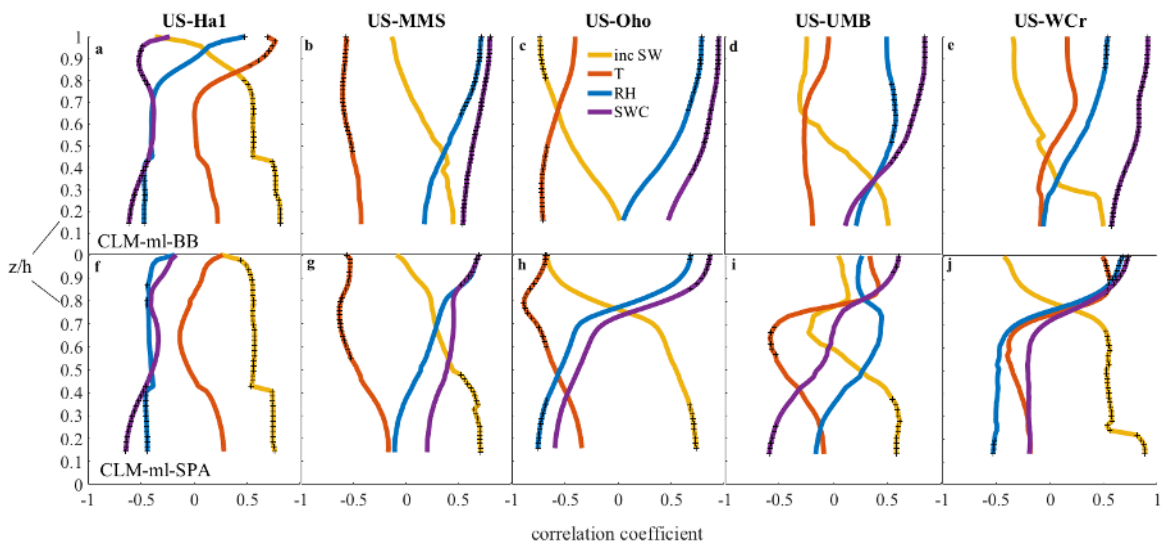 US-Ha1 US-MMS US-Oho US-UMB US-WCr
a b c d e
inc SW
T
RH
SWC
1
0.9
0.8
0.7
0.6
0.5
0.4
0.3
0.2
0.1
CLM-ml-BB
0
z/h
f g h i j
0.9
0.8
0.7
0.6
0.5
0.4
0.3
0.2
0.1
CLM-ml-SPA
0
-1 -0.5 0 0.5 -1 -0.5 0 0.5 -1 -0.5 0 0.5 -1 -0.5 0 0.5 -1 -0.5 0 0.5 1
correlation coefficient